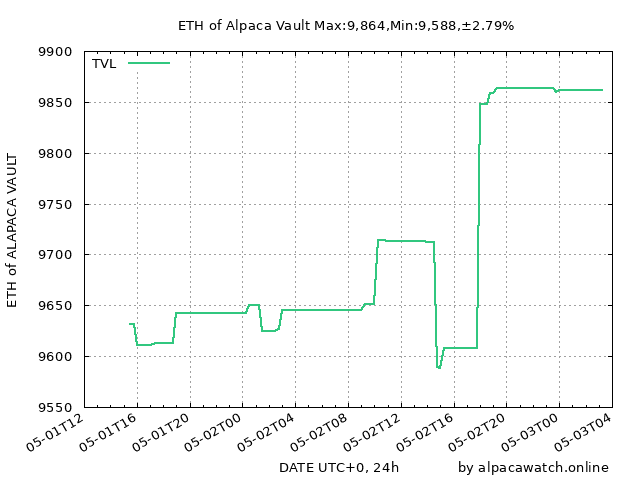 ETH of Alpaca Vault Max:9,864,Min:9,588,±2.79%
TVL
9900
9850
9800
9750
9700
9650
9600
9550
ETH of ALAPACA VAULT
05-01T12
05-01T16
05-01T20
05-02T00
05-02T04
05-02T08
05-02T12
05-02T16
05-02T20
05-03T00
05-03T04
DATE UTC+0, 24h
by alpacawatch.online